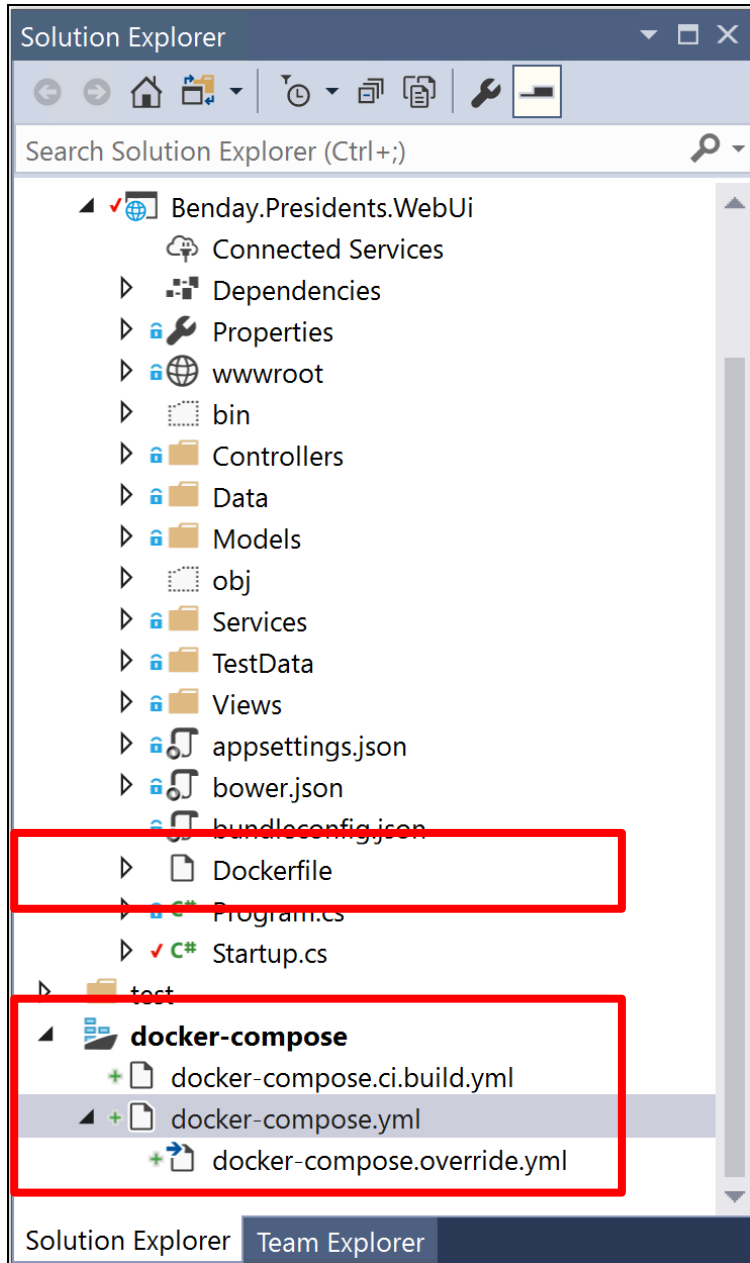 Solution Explorer
Search Solution Explorer (Ctrl+;)
Benday.Presidents.WebUi
Connected Services
Dependencies
Properties
wwwroot
bin
Controllers
Data
Models
obj
Services
TestData
Views
appsettings.json
bower.json
bundleconfig.json
Dockerfile
C# Program.cs
C# Startup.cs
test
docker-compose
docker-compose.ci.build.yml
docker-compose.yml
docker-compose.override.yml
Solution Explorer Team Explorer